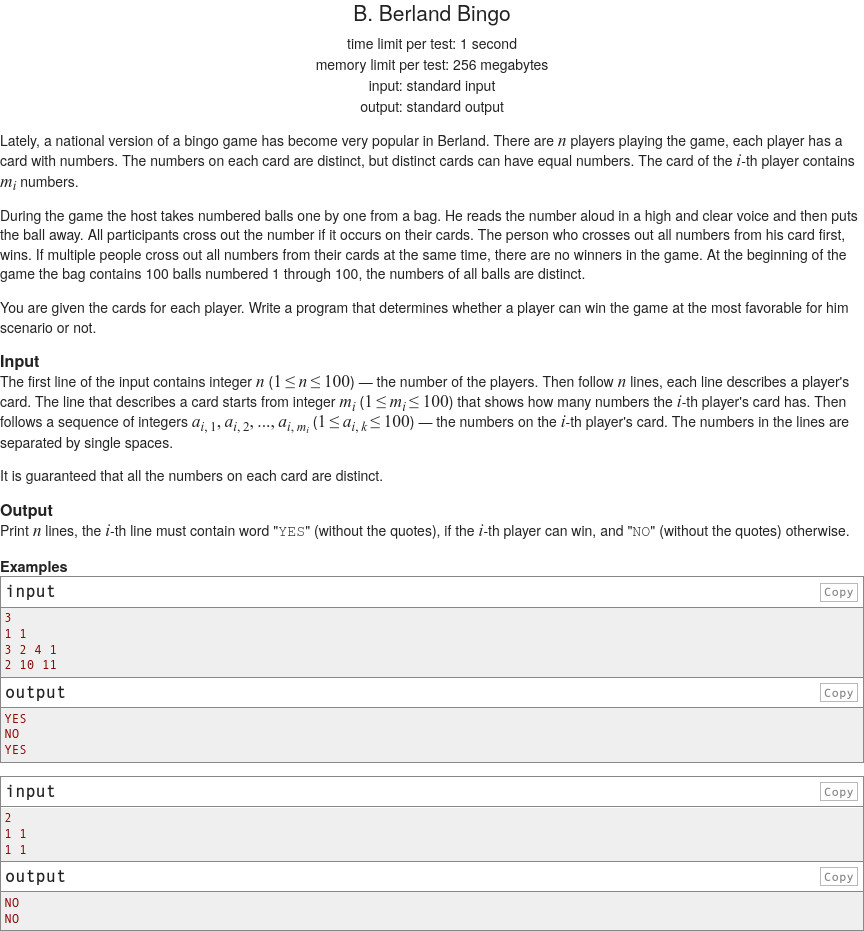 B. Berland Bingo
time limit per test: 1 second
memory limit per test: 256 megabytes
input: standard input
output: standard output
Lately, a national version of a bingo game has become very popular in Berland. There are n players playing the game, each player has a
card with numbers. The numbers on each card are distinct, but distinct cards can have equal numbers. The card of the i-th player contains
m_i numbers.
During the game the host takes numbered balls one by one from a bag. He reads the number aloud in a high and clear voice and then puts
the ball away. All participants cross out the number if it occurs on their cards. The person who crosses out all numbers from his card first,
wins. If multiple people cross out all numbers from their cards at the same time, there are no winners in the game. At the beginning of the
game the bag contains 100 balls numbered 1 through 100, the numbers of all balls are distinct.
You are given the cards for each player. Write a program that determines whether a player can win the game at the most favorable for him
scenario or not.
Input
The first line of the input contains integer n (1 ≤ n ≤ 100) — the number of the players. Then follow n lines, each line describes a player's
card. The line that describes a card starts from integer m_i (1 ≤ m_i ≤ 100) that shows how many numbers the i-th player's card has. Then
follows a sequence of integers a_{i, 1}, a_{i, 2}, ..., a_{i, m_i} (1 ≤ a_{i, k} ≤ 100) — the numbers on the i-th player's card. The numbers in the lines are
separated by single spaces.
It is guaranteed that all the numbers on each card are distinct.
Output
Print n lines, the i-th line must contain word "YES" (without the quotes), if the i-th player can win, and "NO" (without the quotes) otherwise.
Examples
input Copy
3
1 1
3 2 4 1
2 10 11
output Copy
YES
NO
YES
input Copy
2
1 1
1 1
output Copy
NO
NO